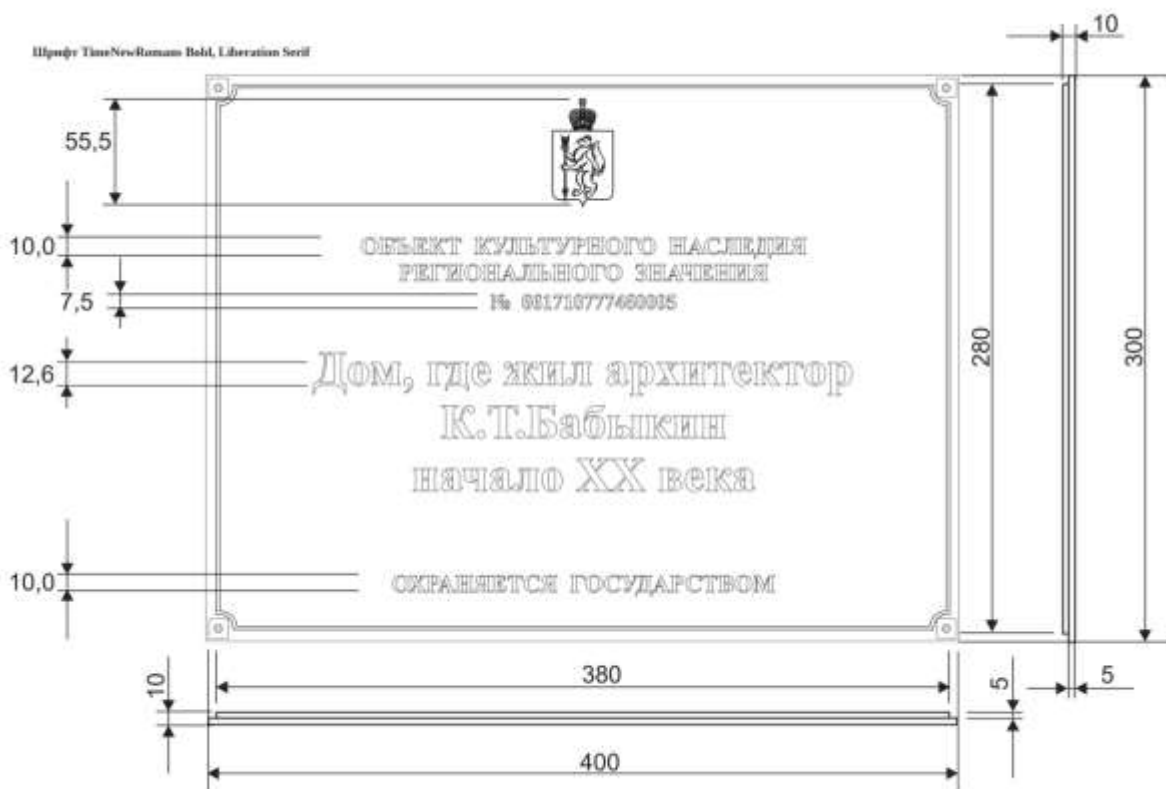 Шрифт TimeNewRomans Bold, Liberation Serif
10
55,5
10,0
ОБЪЕКТ КУЛЬТУРНОГО НАСЛЕДИЯ
РЕГИОНАЛЬНОГО ЗНАЧЕНИЯ
7,5
№
280
300
12,6
Дом, где жил архитектор
К.Т.Бабыкин
начало XX века
10,0
ОХРАНЯЕТСЯ ГОСУДАРСТВОМ
10
380
5
5
400